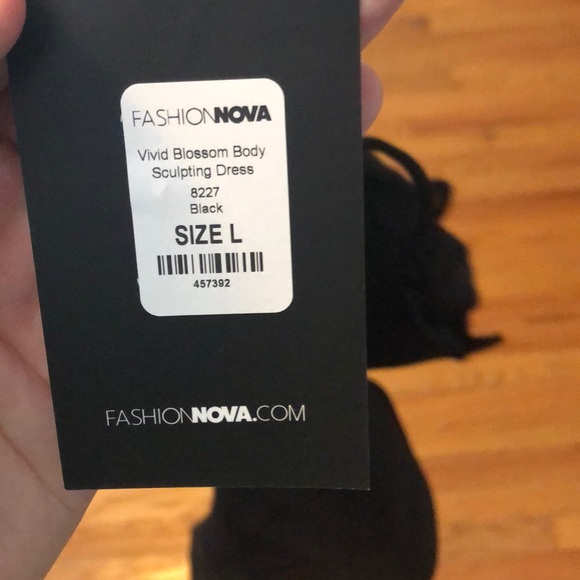 FASHIONNOVA
Vivid Blossom Body
Sculpting Dress
8227
Black
SIZE L
457392
FASHIONNOVA.COM